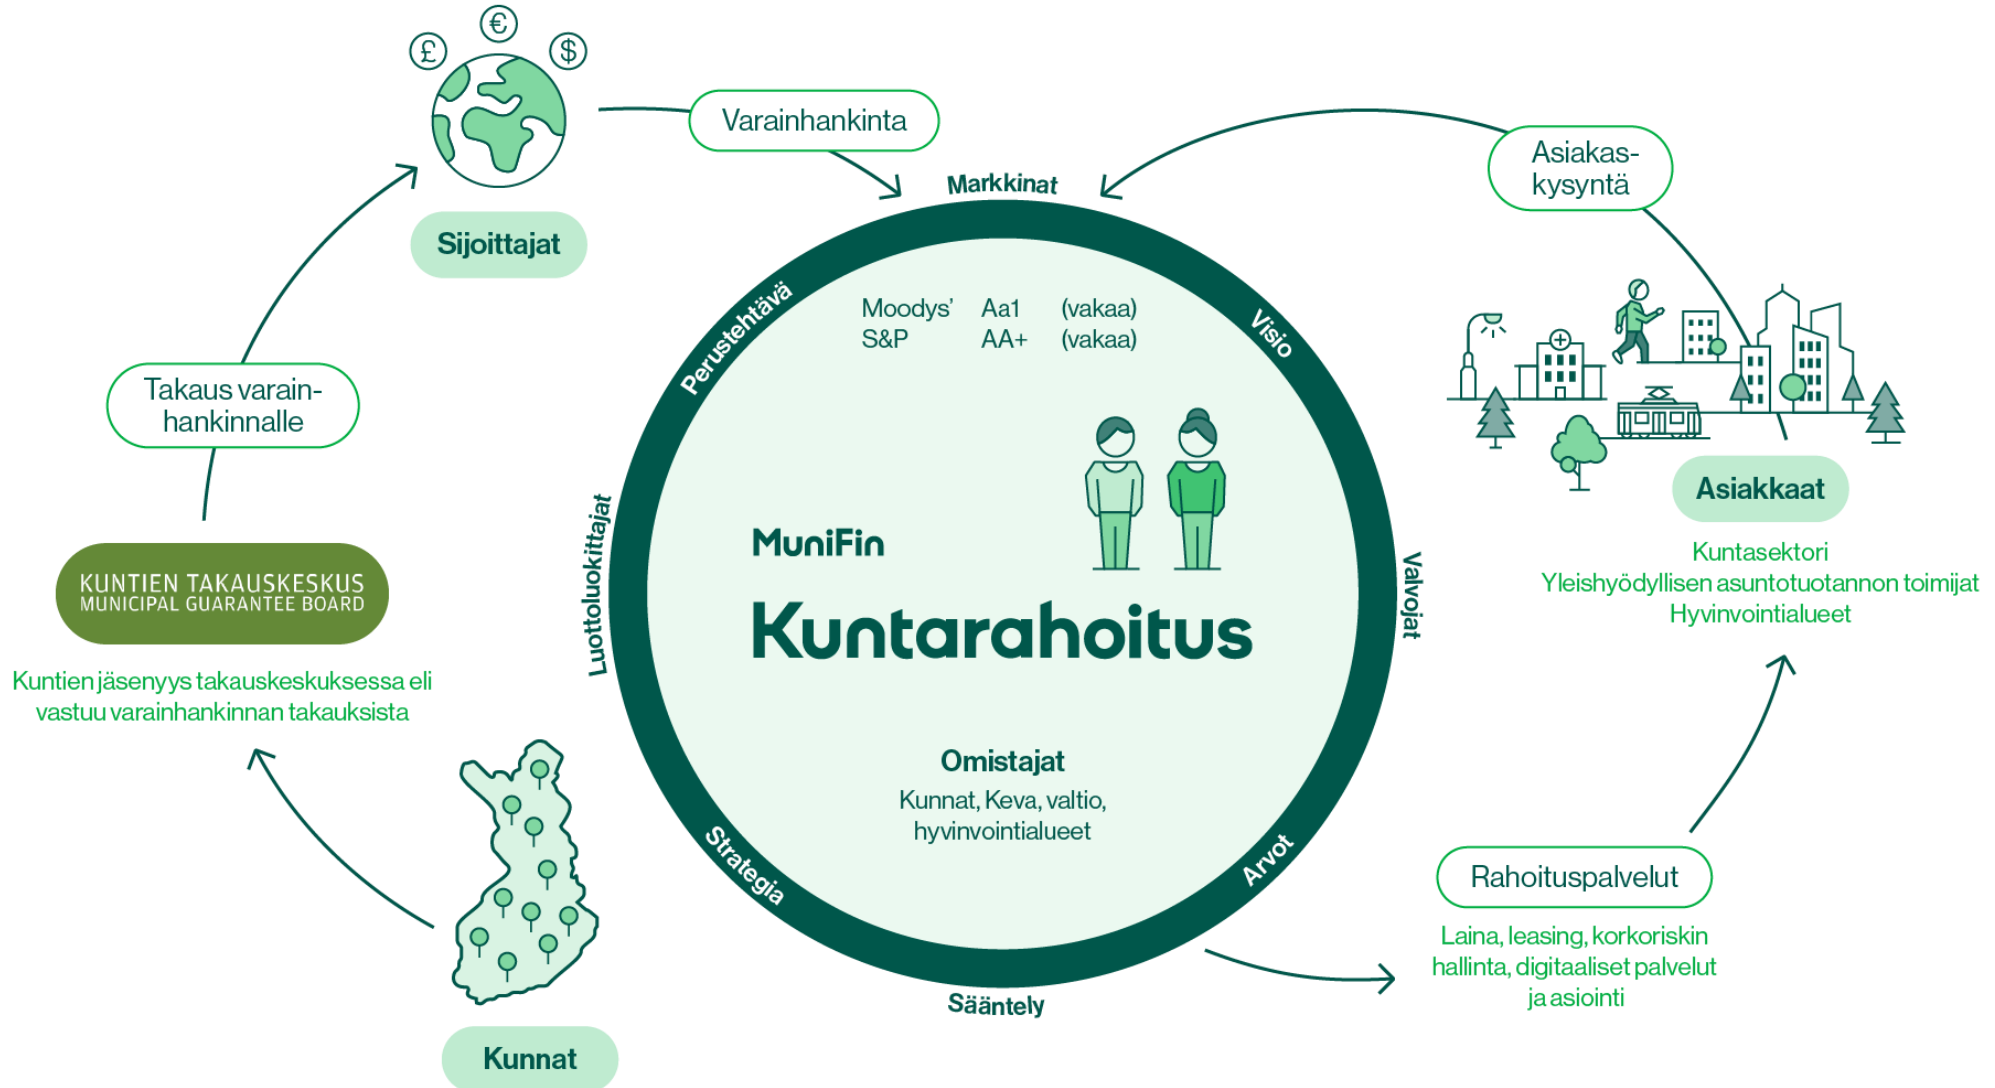 £
€
$
Sijoittajat
Varainhankinta
Asiakas-
kysyntä
Takaus varain-
hankinnalle
KUNTIEN TAKAUSKESKUS
MUNICIPAL GUARANTEE BOARD
Kuntien jäsenyys takauskeskuksessa eli
vastuu varainhankinnan takauksista
Kunnat
Markkinat
Perustehtävä
Visio
Luottoluokittajat
Valvojat
Strategia
Arvot
Sääntely
Moodys’ Aa1 (vakaa)
S&P AA+ (vakaa)
MuniFin
Kuntarahoitus
Omistajat
Kunnat, Keva, valtio,
hyvinvointialueet
Asiakkaat
Kuntasektori
Yleishyödyllisen asuntotuotannon toimijat
Hyvinvointialueet
Rahoituspalvelut
Laina, leasing, korkoriskin
hallinta, digitaaliset palvelut
ja asiointi